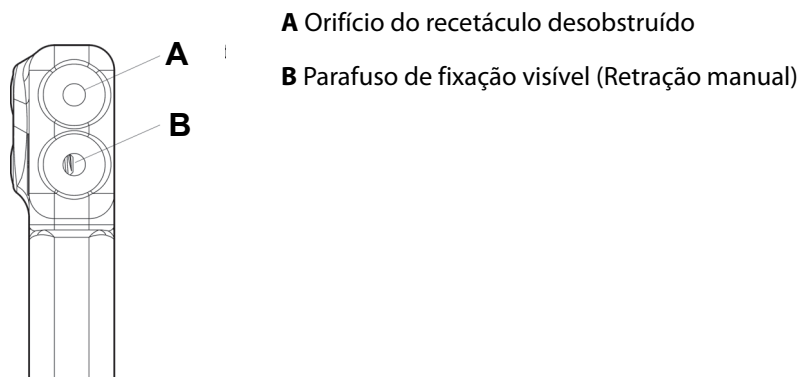 A Orifício do recetáculo desobstruído
B Parafuso de fixação visível (Retração manual)
A
B